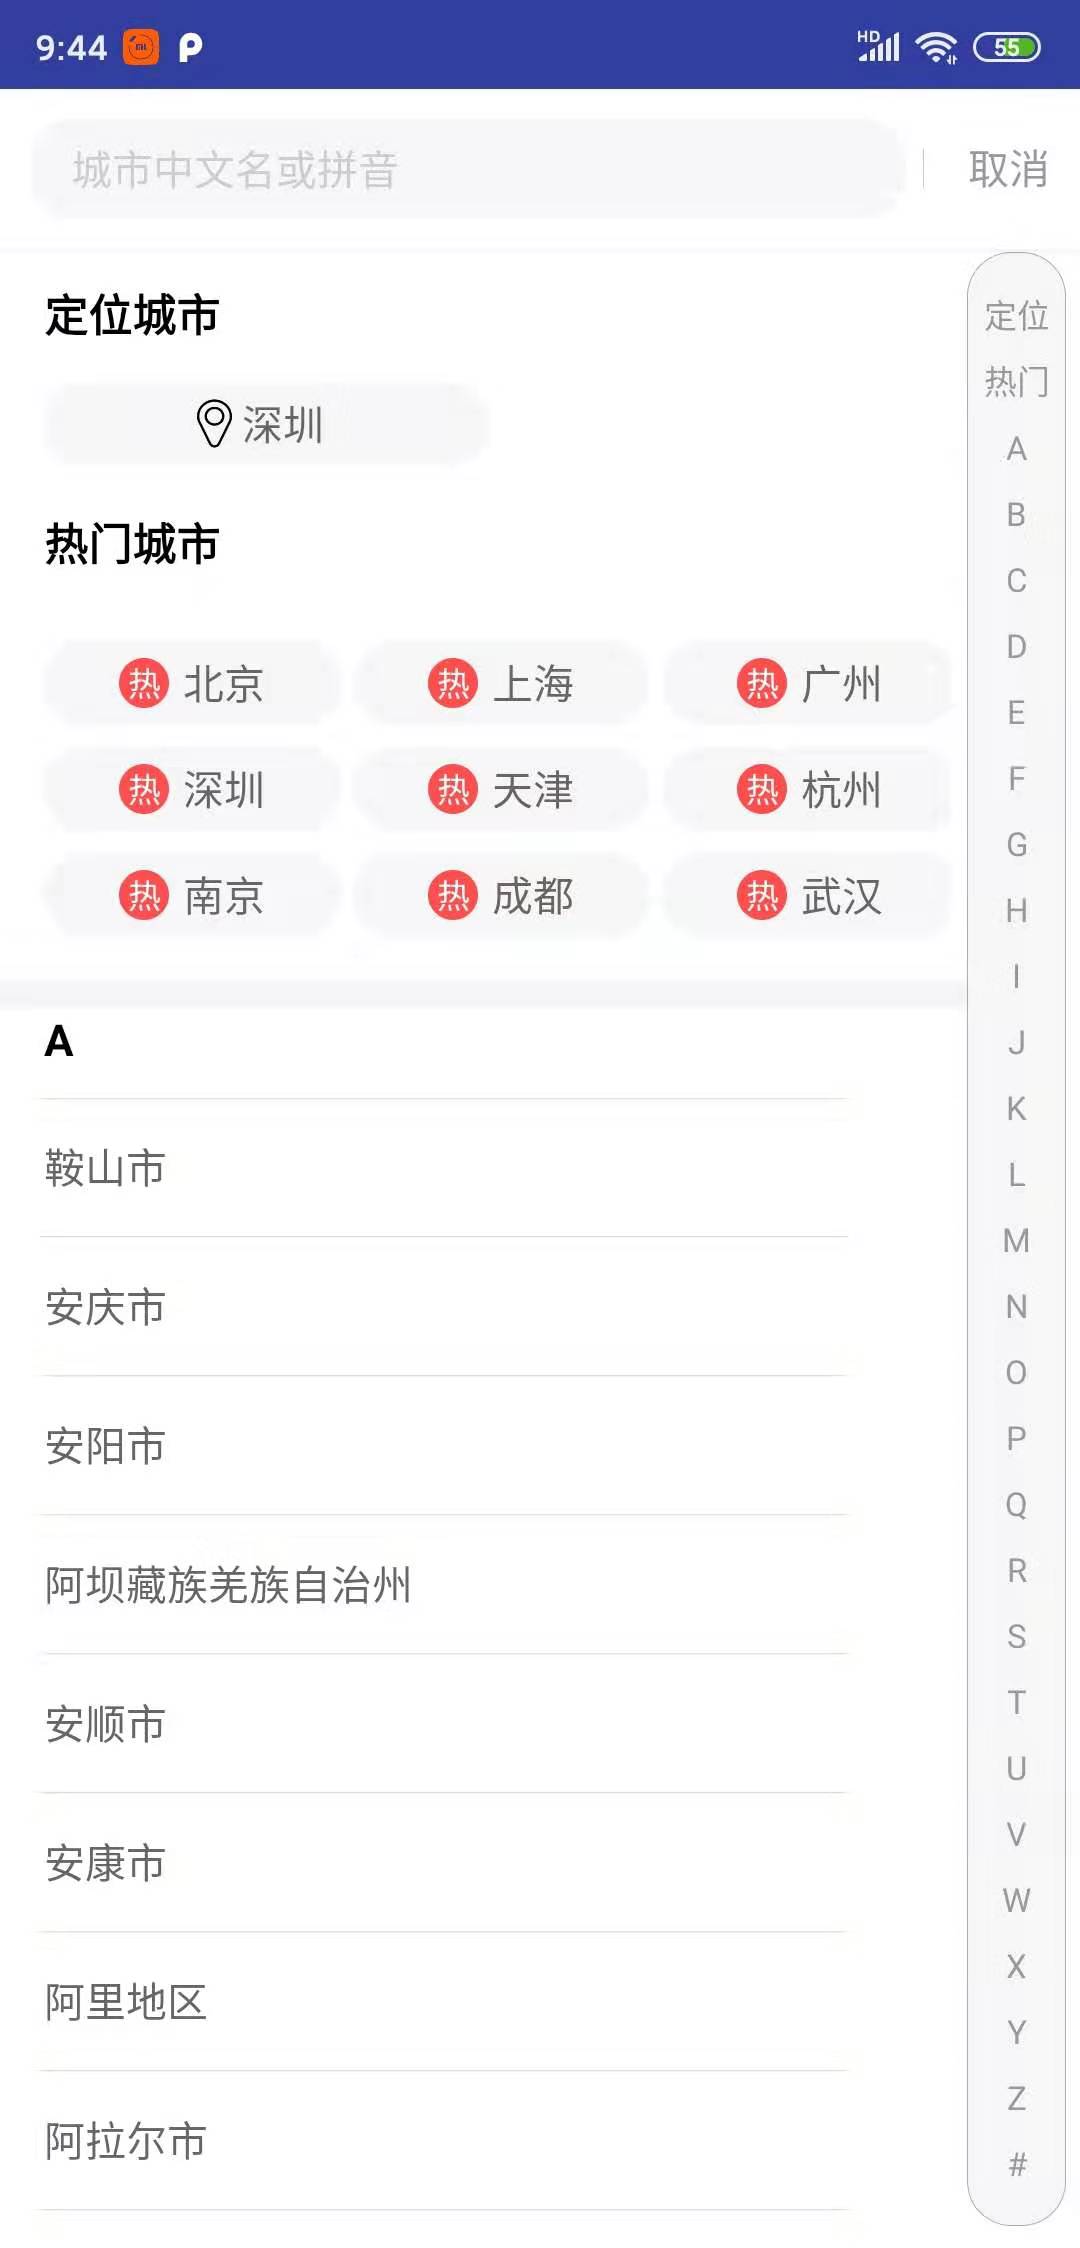 9:44 HD 55
城市中文名或拼音 取消
定位城市
深圳
热门城市
热 北京 热 上海 热 广州
热 深圳 热 天津 热 杭州
热 南京 热 成都 热 武汉
A
鞍山市
安庆市
安阳市
阿坝藏族羌族自治州
安顺市
安康市
阿里地区
阿拉尔市
定位
热门
A
B
C
D
E
F
G
H
I
J
K
L
M
N
O
P
Q
R
S
T
U
V
W
X
Y
Z
#